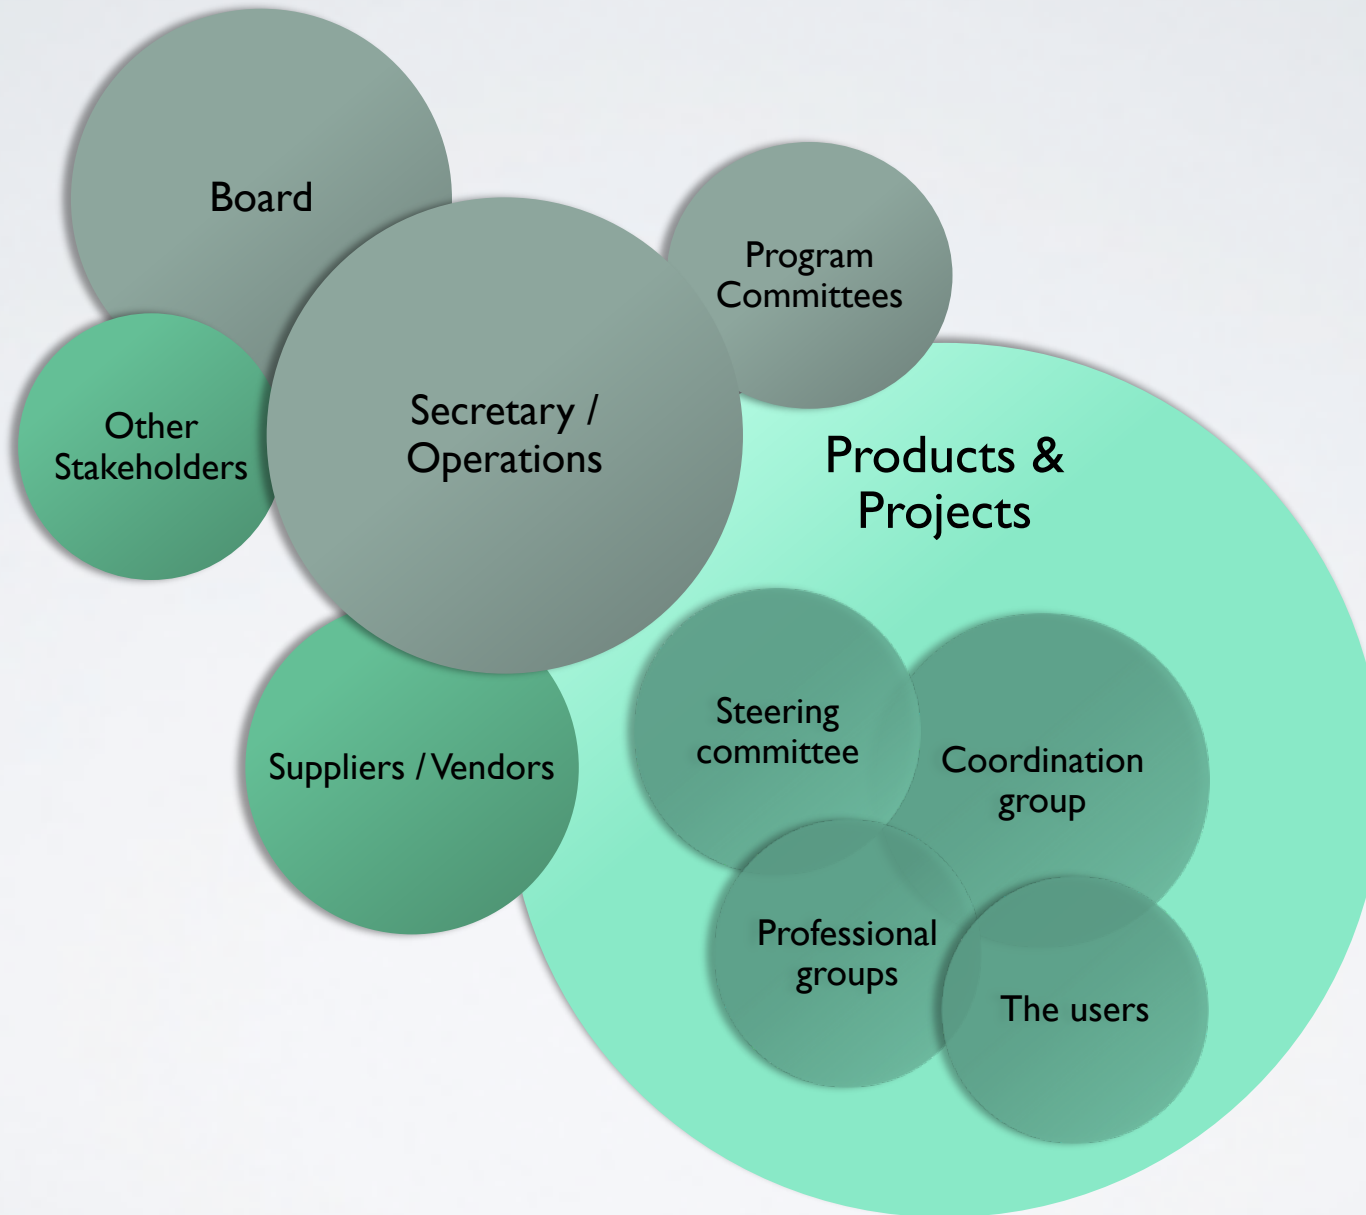 Board
Program
Committees
Other
Stakeholders
Secretary /
Operations
Products &
Projects
Suppliers / Vendors
Steering
committee
Coordination
group
Professional
groups
The users